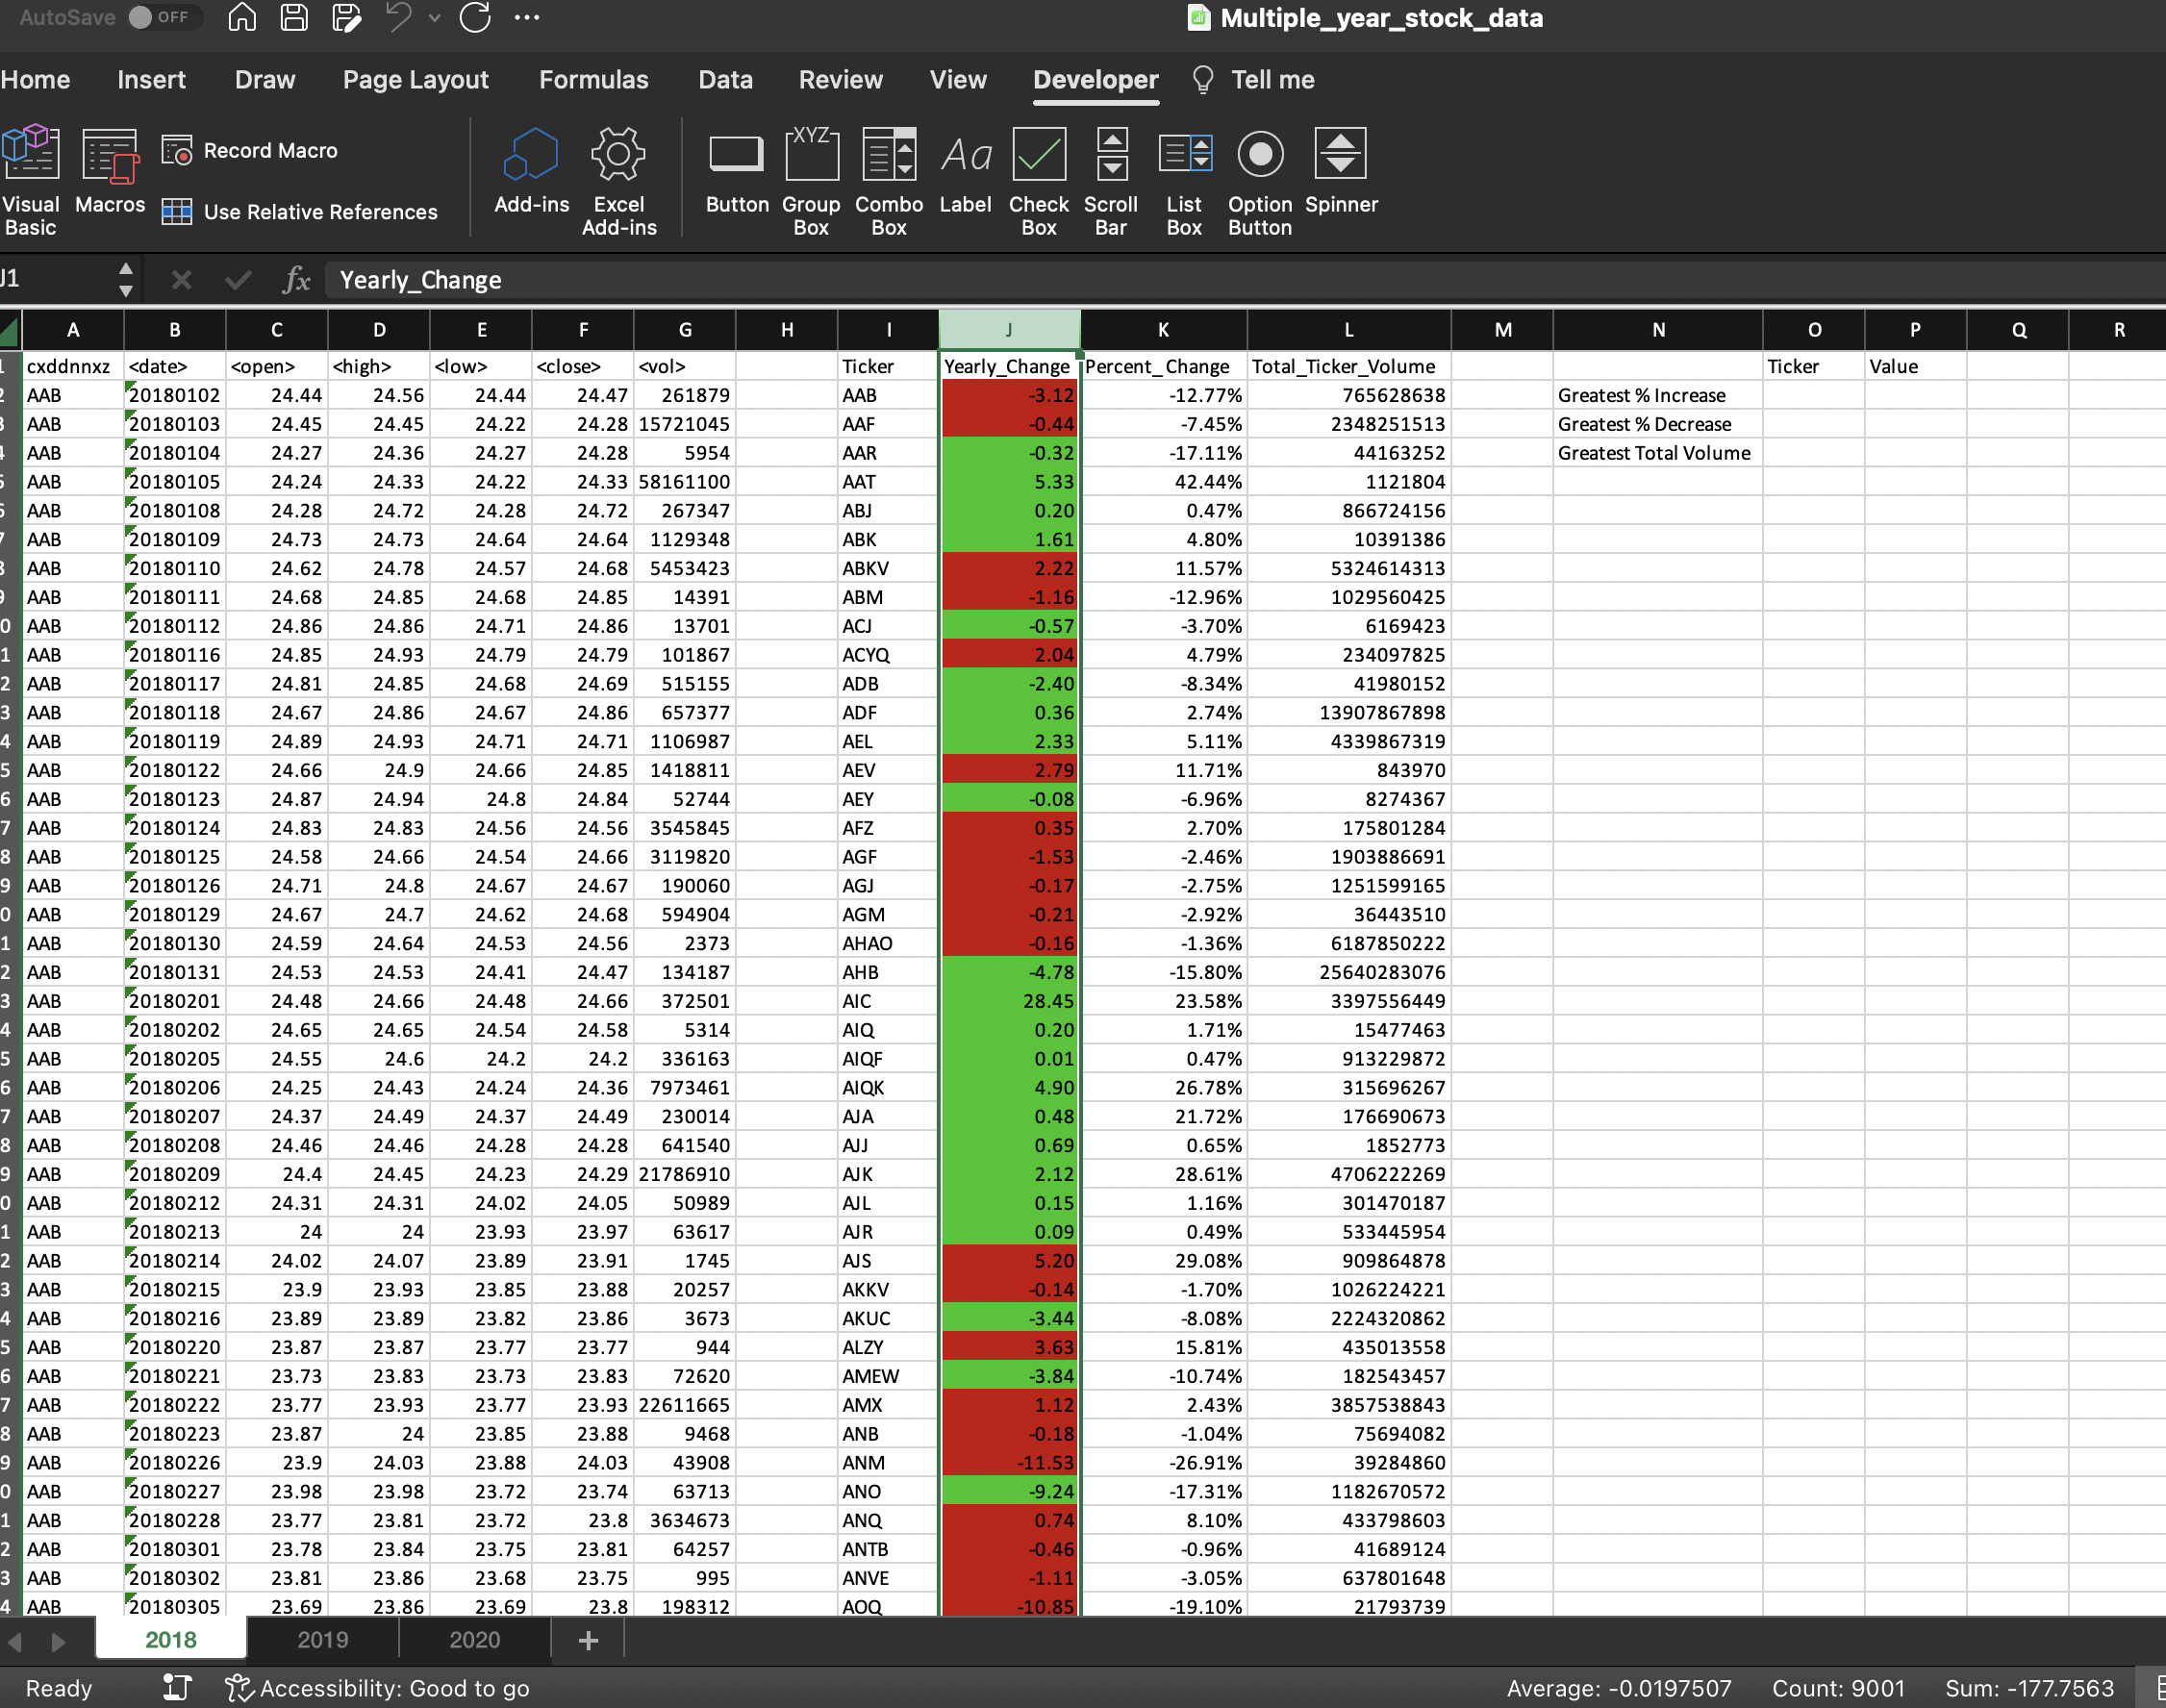 AutoSave OFF Multiple_year_stock_data
Home Insert Draw Page Layout Formulas Data Review View Developer Tell me
Visual Basic Macros Record Macro Use Relative References Add-ins Excel Add-ins Button XYZ Group Box Combo Box Aa Label Check Box Scroll Bar List Box Option Button Spinner
J1 fx Yearly_Change
A B C D E F G H I J K L M N O P Q R
1 cxddnnxz <date> <open> <high> <low> <close> <vol> Ticker Yearly_Change Percent_Change Total_Ticker_Volume Ticker Value
2 AAB 20180102 24.44 24.56 24.44 24.47 261879 AAB -3.12 -12.77% 765628638 Greatest % Increase
3 AAB 20180103 24.45 24.45 24.22 24.28 15721045 AAF -0.44 -7.45% 2348251513 Greatest % Decrease
4 AAB 20180104 24.27 24.36 24.27 24.28 5954 AAR -0.32 -17.11% 44163252 Greatest Total Volume
5 AAB 20180105 24.24 24.33 24.22 24.33 58161100 AAT 5.33 42.44% 1121804
6 AAB 20180108 24.28 24.72 24.28 24.72 267347 ABJ 0.20 0.47% 866724156
7 AAB 20180109 24.73 24.73 24.64 24.64 1129348 ABK 1.61 4.80% 10391386
8 AAB 20180110 24.62 24.78 24.57 24.68 5453423 ABKV 2.22 11.57% 5324614313
9 AAB 20180111 24.68 24.85 24.68 24.85 14391 ABM -1.16 -12.96% 1029560425
0 AAB 20180112 24.86 24.86 24.71 24.86 13701 ACJ -0.57 -3.70% 6169423
1 AAB 20180116 24.85 24.93 24.79 24.79 101867 ACYQ 2.04 4.79% 234097825
2 AAB 20180117 24.81 24.85 24.68 24.69 515155 ADB -2.40 -8.34% 41980152
3 AAB 20180118 24.67 24.86 24.67 24.86 657377 ADF 0.36 2.74% 13907867898
4 AAB 20180119 24.89 24.93 24.71 24.71 1106987 AEL 2.33 5.11% 4339867319
5 AAB 20180122 24.66 24.9 24.66 24.85 1418811 AEV 2.79 11.71% 843970
6 AAB 20180123 24.87 24.94 24.8 24.84 52744 AEY -0.08 -6.96% 8274367
7 AAB 20180124 24.83 24.83 24.56 24.56 3545845 AFZ 0.35 2.70% 175801284
8 AAB 20180125 24.58 24.66 24.54 24.66 3119820 AGF -1.53 -2.46% 1903886691
9 AAB 20180126 24.71 24.8 24.67 24.67 190060 AGJ -0.17 -2.75% 1251599165
0 AAB 20180129 24.67 24.7 24.62 24.68 594904 AGM -0.21 -2.92% 36443510
1 AAB 20180130 24.59 24.64 24.53 24.56 2373 AHAO -0.16 -1.36% 6187850222
2 AAB 20180131 24.53 24.53 24.41 24.47 134187 AHB -4.78 -15.80% 25640283076
3 AAB 20180201 24.48 24.66 24.48 24.66 372501 AIC 28.45 23.58% 3397556449
4 AAB 20180202 24.65 24.65 24.54 24.58 5314 AIQ 0.20 1.71% 15477463
5 AAB 20180205 24.55 24.6 24.2 24.2 336163 AIQF 0.01 0.47% 913229872
6 AAB 20180206 24.25 24.43 24.24 24.36 7973461 AIQK 4.90 26.78% 315696267
7 AAB 20180207 24.37 24.49 24.37 24.49 230014 AJA 0.48 21.72% 176690673
8 AAB 20180208 24.46 24.46 24.28 24.28 641540 AJJ 0.69 0.65% 1852773
9 AAB 20180209 24.4 24.45 24.23 24.29 21786910 AJK 2.12 28.61% 4706222269
0 AAB 20180212 24.31 24.31 24.02 24.05 50989 AJL 0.15 1.16% 301470187
1 AAB 20180213 24 24 23.93 23.97 63617 AJR 0.09 0.49% 533445954
2 AAB 20180214 24.02 24.07 23.89 23.91 1745 AJS 5.20 29.08% 909864878
3 AAB 20180215 23.9 23.93 23.85 23.88 20257 AKKV -0.14 -1.70% 1026224221
4 AAB 20180216 23.89 23.89 23.82 23.86 3673 AKUC -3.44 -8.08% 2224320862
5 AAB 20180220 23.87 23.87 23.77 23.77 944 ALZY 3.63 15.81% 435013558
6 AAB 20180221 23.73 23.83 23.73 23.83 72620 AMEW -3.84 -10.74% 182543457
7 AAB 20180222 23.77 23.93 23.77 23.93 22611665 AMX 1.12 2.43% 3857538843
8 AAB 20180223 23.87 24 23.85 23.88 9468 ANB -0.18 -1.04% 75694082
9 AAB 20180226 23.9 24.03 23.88 24.03 43908 ANM -11.53 -26.91% 39284860
0 AAB 20180227 23.98 23.98 23.72 23.74 63713 ANO -9.24 -17.31% 1182670572
1 AAB 20180228 23.77 23.81 23.72 23.8 3634673 ANQ 0.74 8.10% 433798603
2 AAB 20180301 23.78 23.84 23.75 23.81 64257 ANTB -0.46 -0.96% 41689124
3 AAB 20180302 23.81 23.86 23.68 23.75 995 ANVE -1.11 -3.05% 637801648
4 AAB 20180305 23.69 23.86 23.69 23.8 198312 AOQ -10.85 -19.10% 21793739
2018 2019 2020 +
Ready Accessibility: Good to go Average: -0.0197507 Count: 9001 Sum: -177.7563